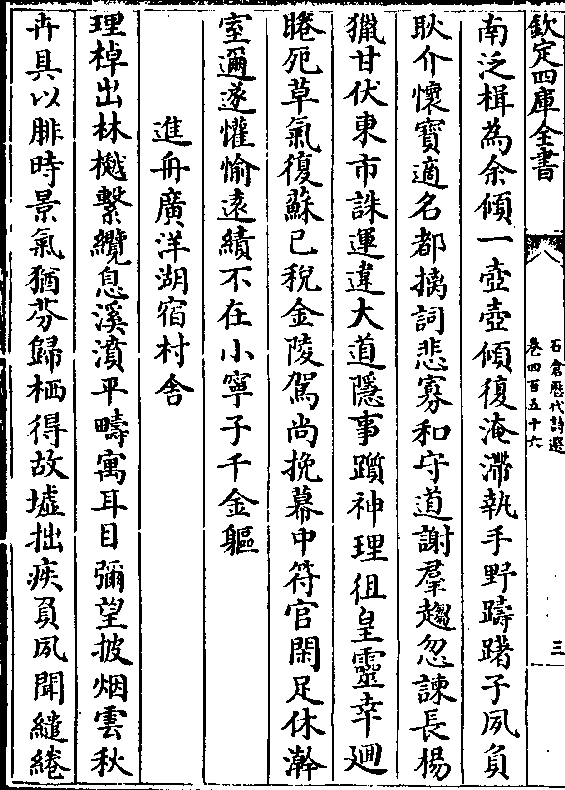 欽定四庫全書
石倉歷代詩選
卷四百五十六
三
南泛楫為余傾一壺壺傾復淹滯執手野躊躇子夙負
耿介懷寶適名都摛詞悲寡和守道謝羣趨忽諫長楊
獵甘伏東市誅運違大道隱事躓神理徂皇靈幸迴
睠死草氣復蘇已稅金陵駕尚挽幕中符官閑足休澣
室邇遂懽愉遠績不在小寧子千金軀
進舟廣洋湖宿村舎
理棹出林樾繫纜息溪濆平疇寓耳目彌望披烟雲秋
卉具以腓時景氣猶芬歸栖得故墟拙疾負夙聞繾綣